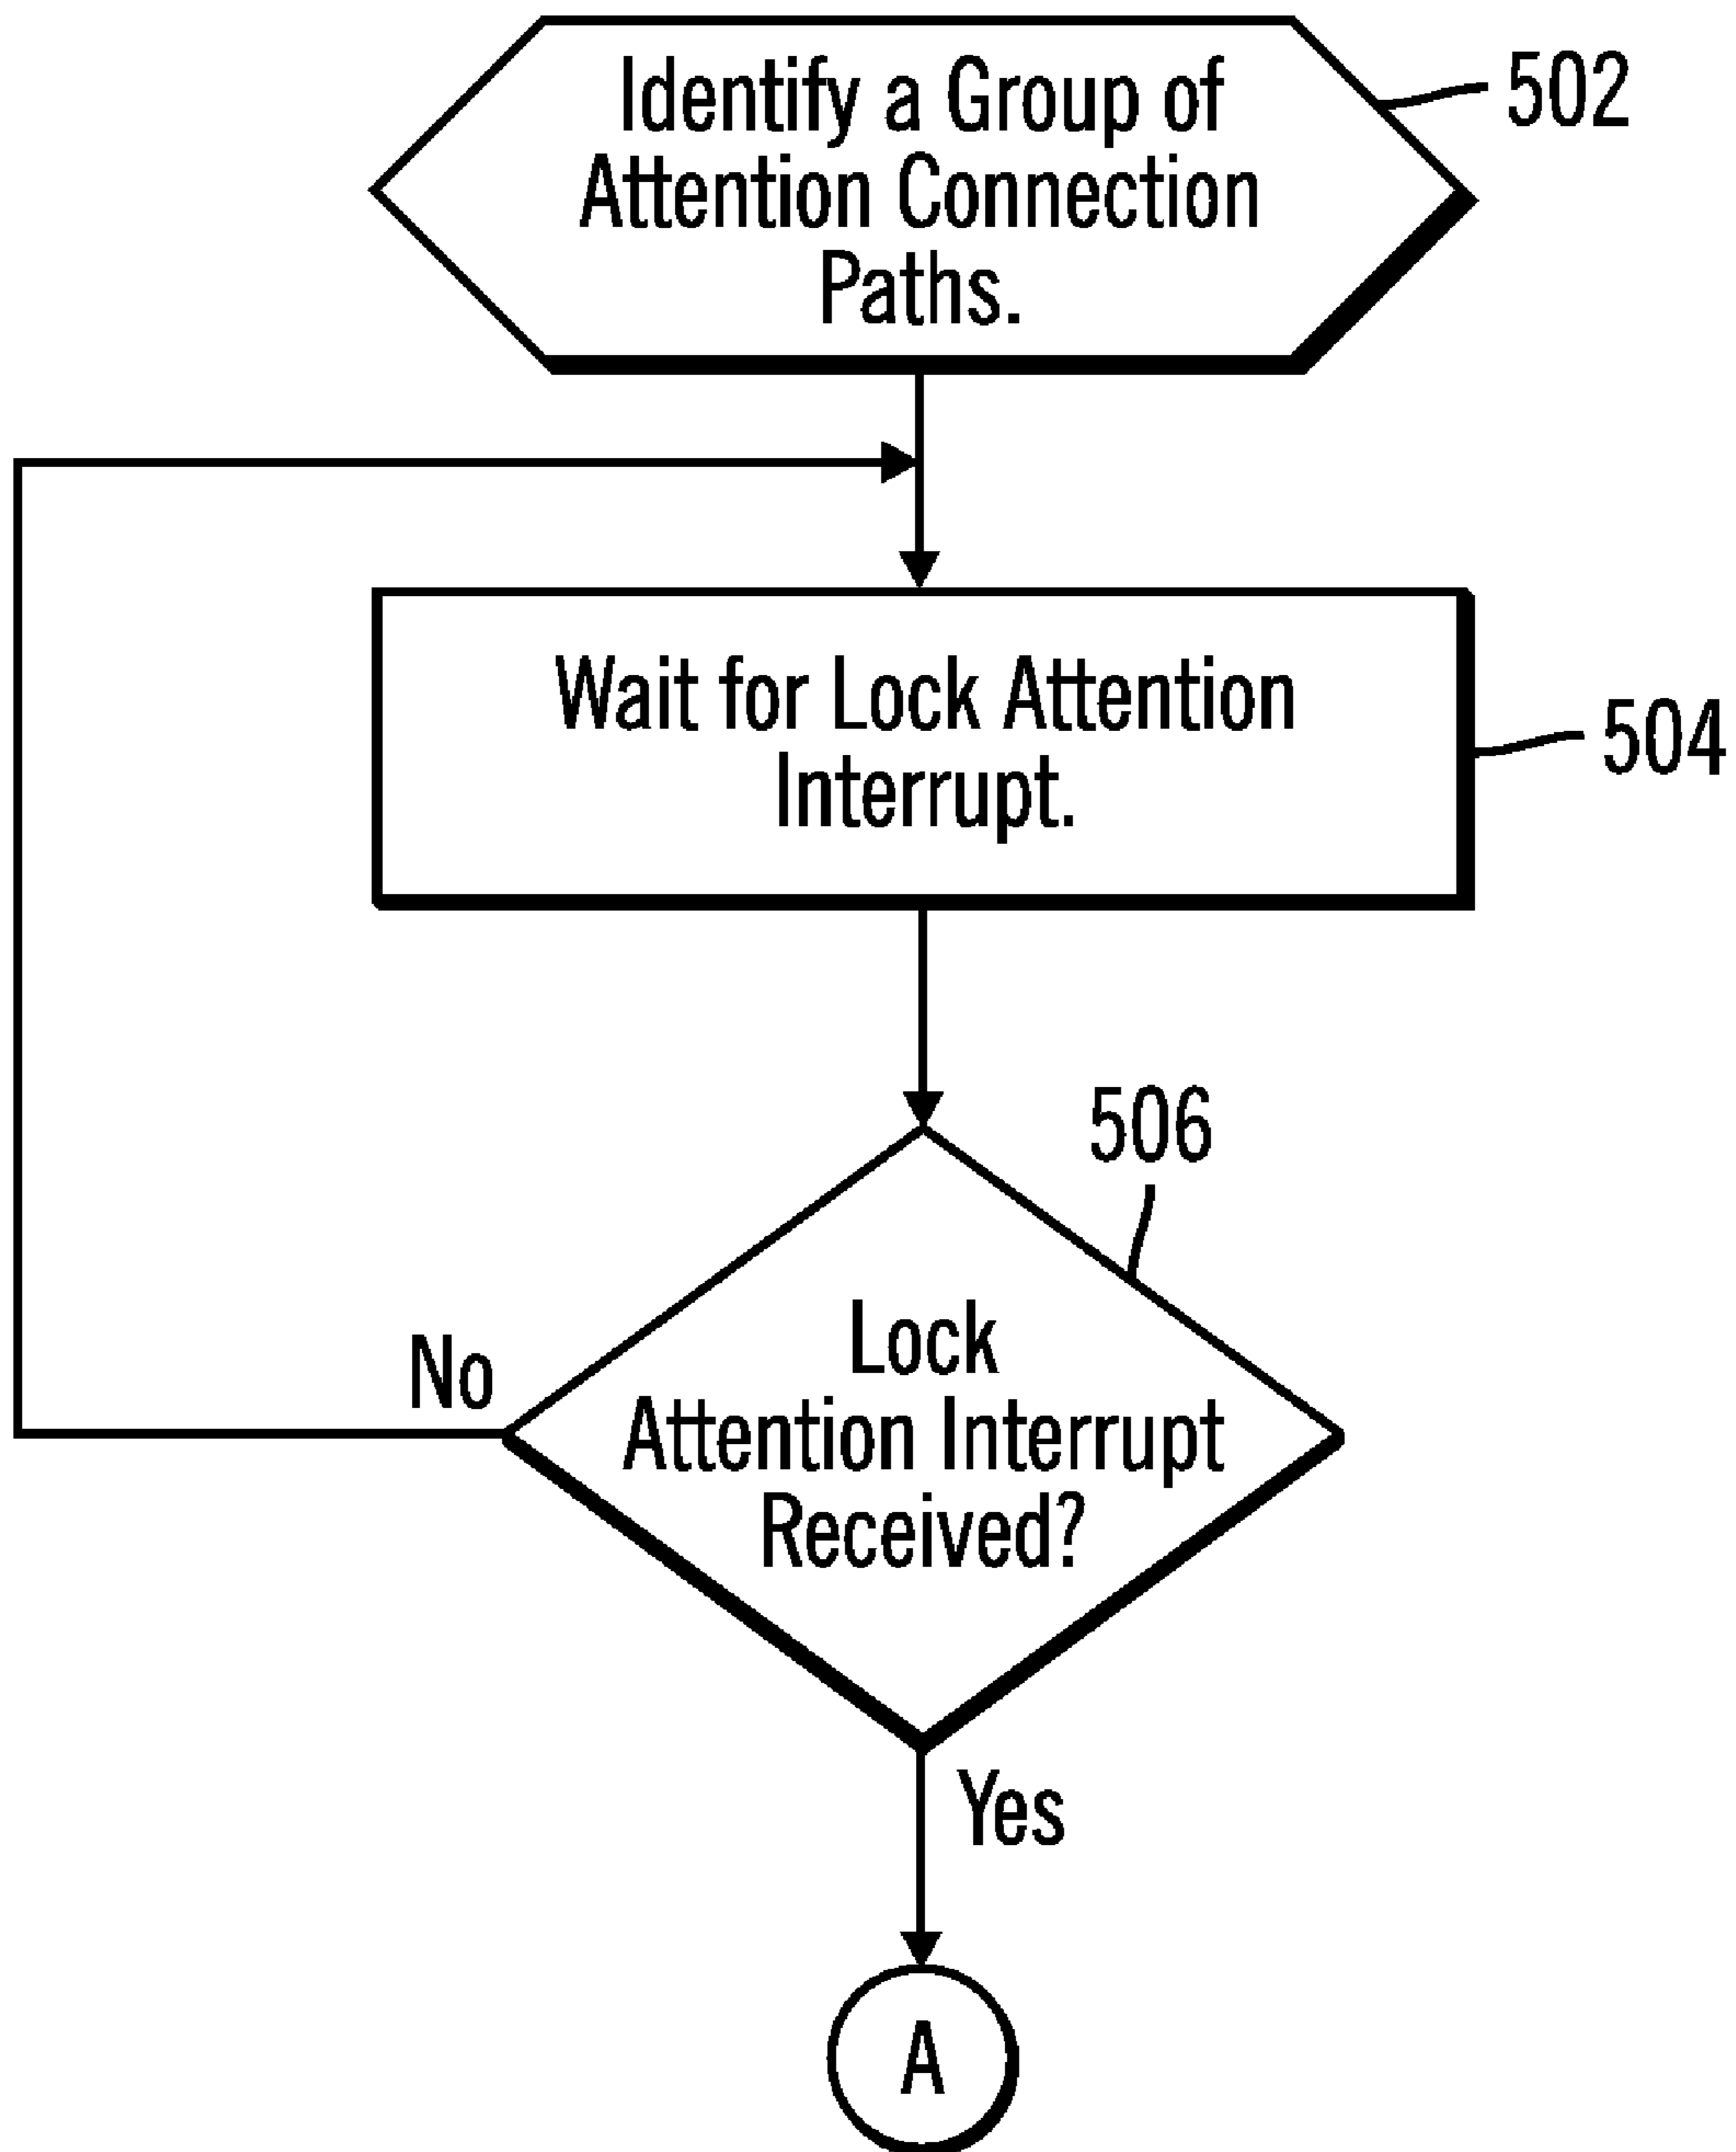 Identify a Group of
Attention Connection
Paths.
502
Wait for Lock Attention
Interrupt.
504
506
Lock
Attention Interrupt
Received?
No
Yes
A